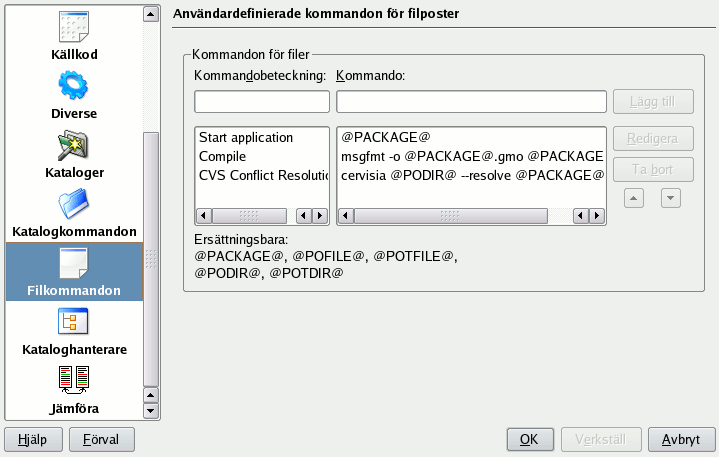 Källkod
Diverse
Kataloger
Katalogkommandon
Filkommandon
Kataloghanterare
Jämföra
Användardefinierade kommandon för filposter
Kommandon för filer
Kommandobeteckning: Kommando:
Lägg till
Start application @PACKAGE@
Compile msgfmt -o @PACKAGE@.gmo @PACKAGE
CVS Conflict Resolutio cervisia @PODIR@ --resolve @PACKAGE@
Redigera
Ta bort
Ersättningsbara:
@PACKAGE@, @POFILE@, @POTFILE@,
@PODIR@, @POTDIR@
Hjälp Förval OK Verkställ Avbryt